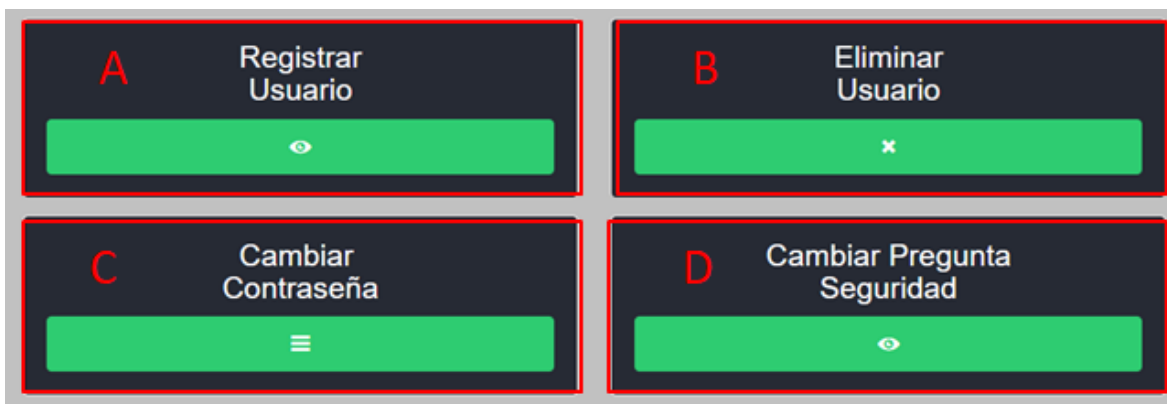 A
Registrar
Usuario
B
Eliminar
Usuario
C
Cambiar
Contraseña
D
Cambiar Pregunta
Seguridad